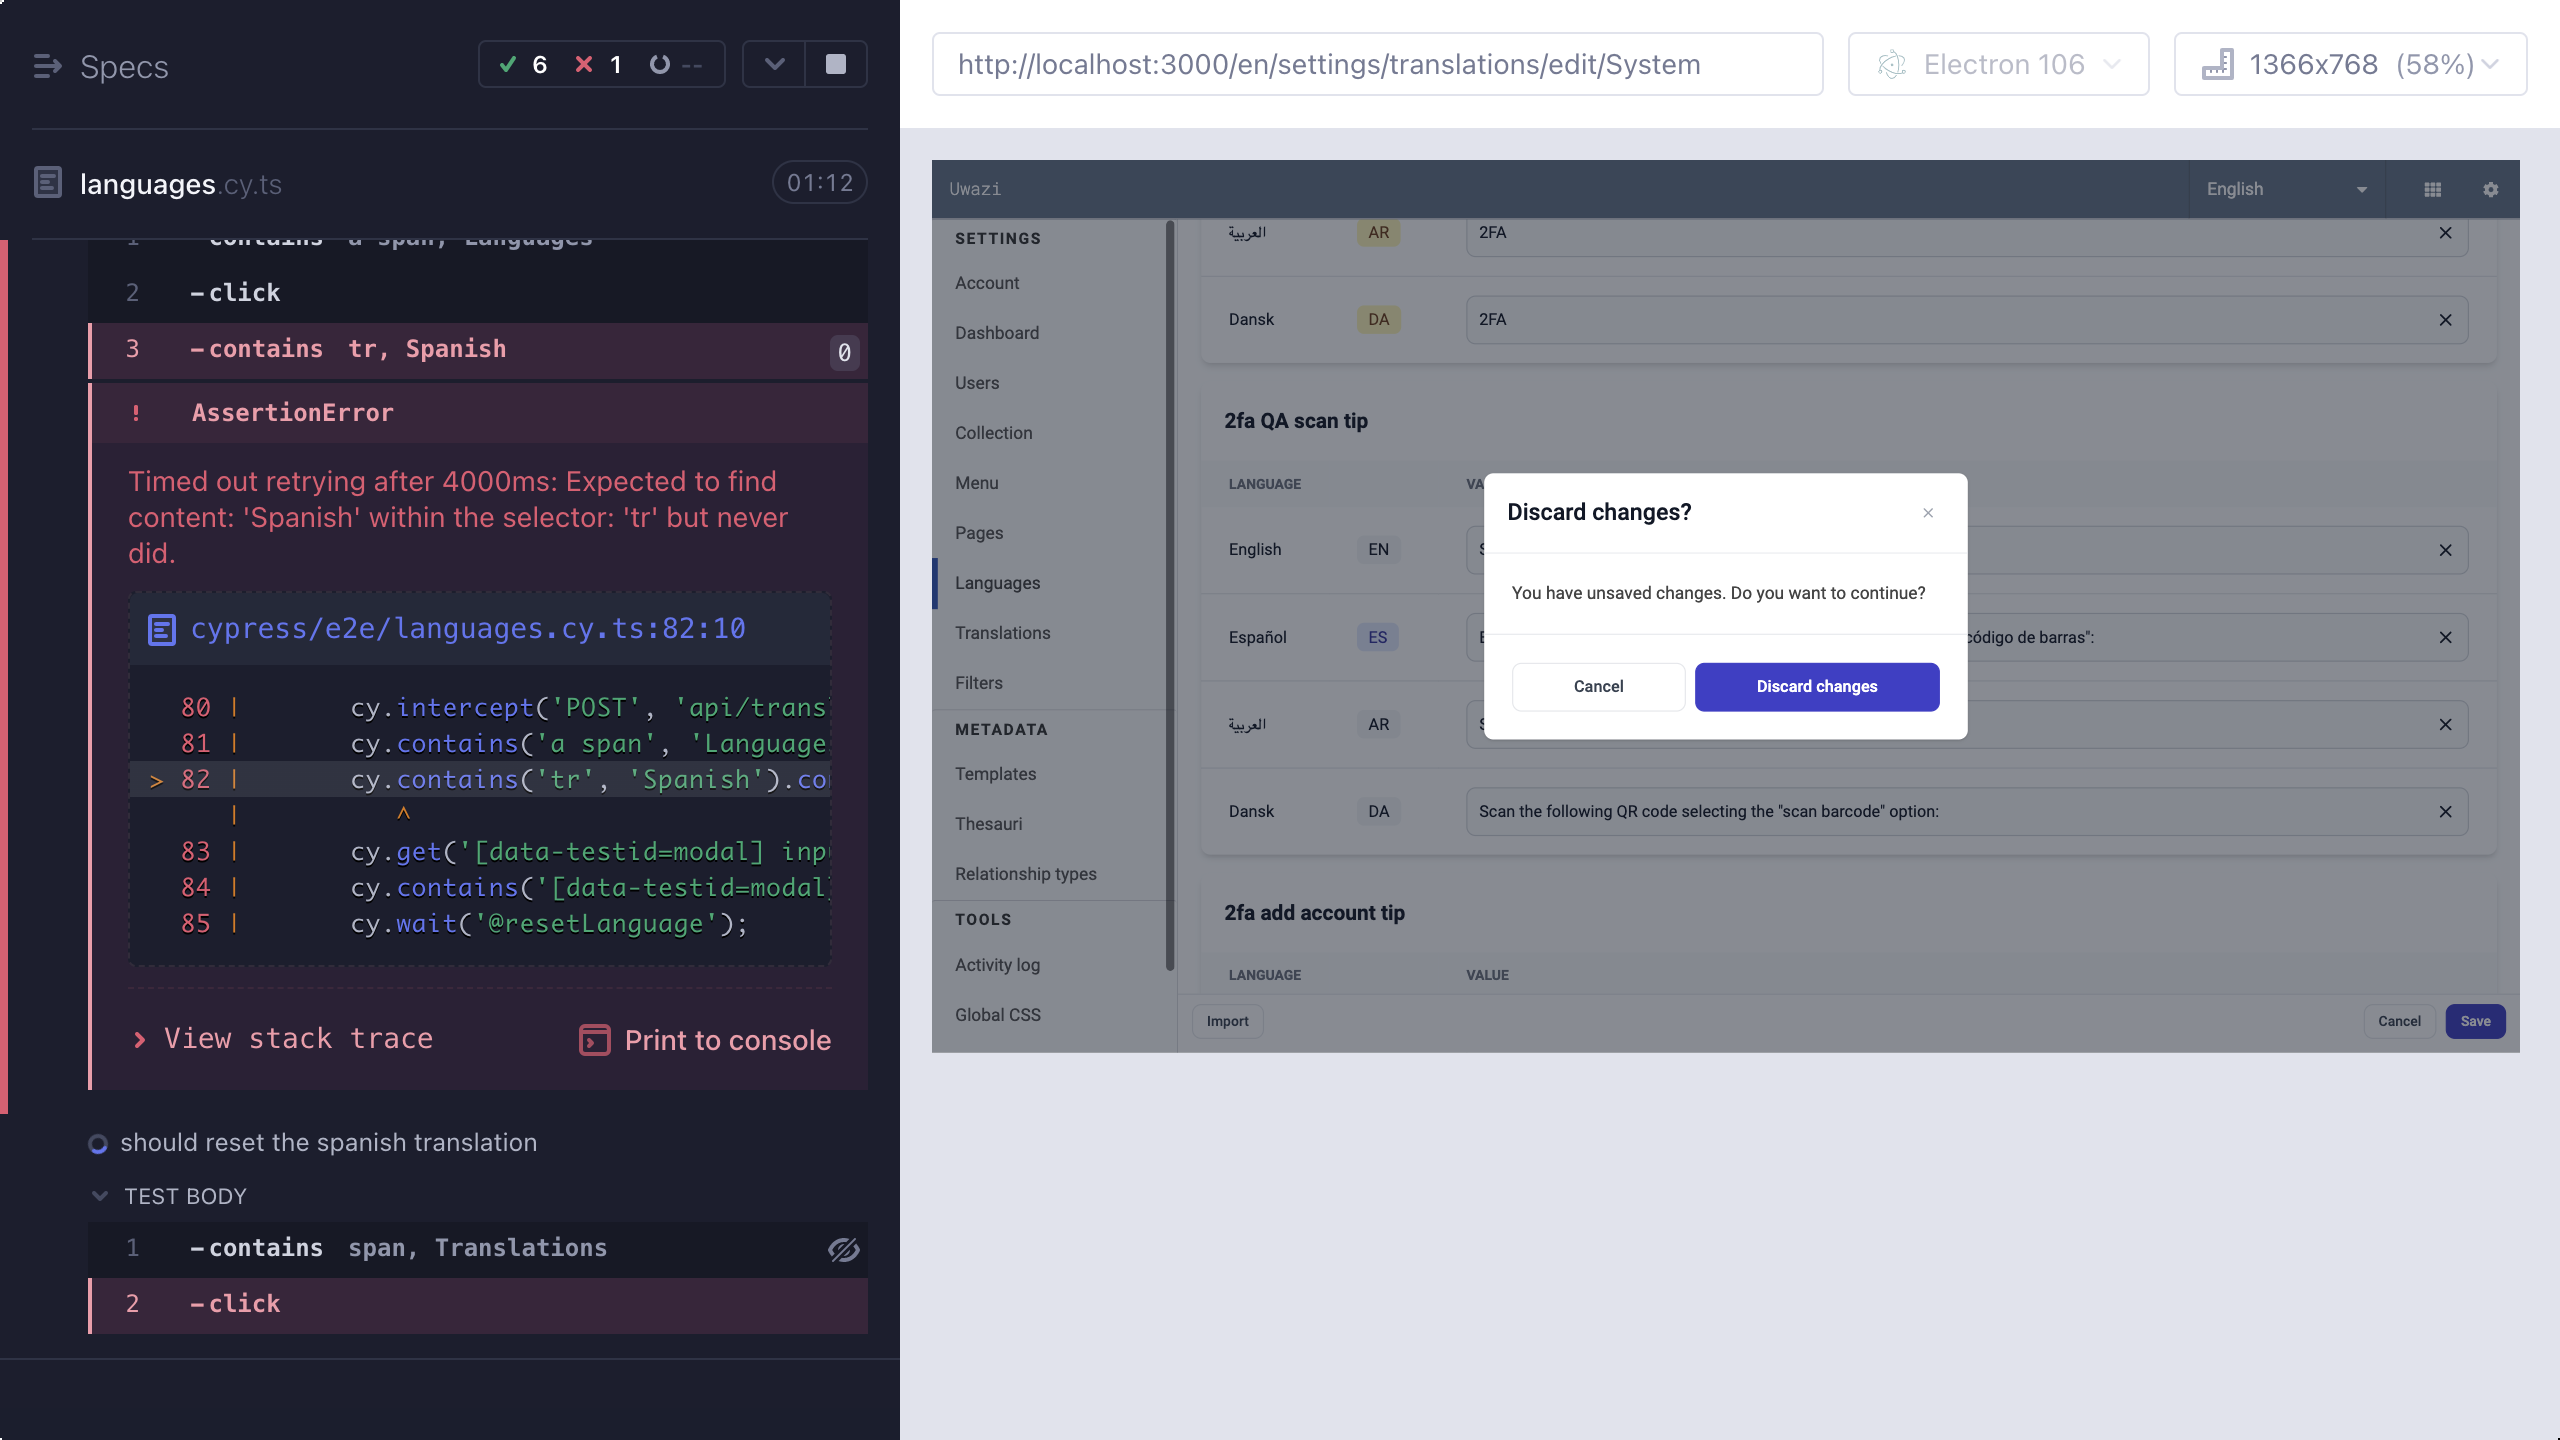 Specs
6 1 --
languages.cy.ts
01:12
1 -contains a span, Languages
2 -click
3 -contains tr, Spanish 0
! AssertionError
Timed out retrying after 4000ms: Expected to find
content: 'Spanish' within the selector: 'tr' but never
did.
cypress/e2e/languages.cy.ts:82:10
80 | cy.intercept('POST', 'api/trans
81 | cy.contains('a span', 'Language
> 82 | cy.contains('tr', 'Spanish').co
| ^
83 | cy.get('[data-testid=modal] inp
84 | cy.contains('[data-testid=modal]
85 | cy.wait('@resetLanguage');
View stack trace
Print to console
should reset the spanish translation
TEST BODY
1 -contains span, Translations
2 -click
http://localhost:3000/en/settings/translations/edit/System
Electron 106
1366x768 (58%)
Uwazi
English
SETTINGS
Account
Dashboard
Users
Collection
Menu
Pages
Languages
Translations
Filters
METADATA
Templates
Thesauri
Relationship types
TOOLS
Activity log
Global CSS
العربية AR 2FA
Dansk DA 2FA
2fa QA scan tip
LANGUAGE VA
English EN S
Español ES código de barras":
العربية AR S
Dansk DA Scan the following QR code selecting the "scan barcode" option:
2fa add account tip
LANGUAGE VALUE
Import
Cancel
Save
Discard changes?
You have unsaved changes. Do you want to continue?
Cancel
Discard changes